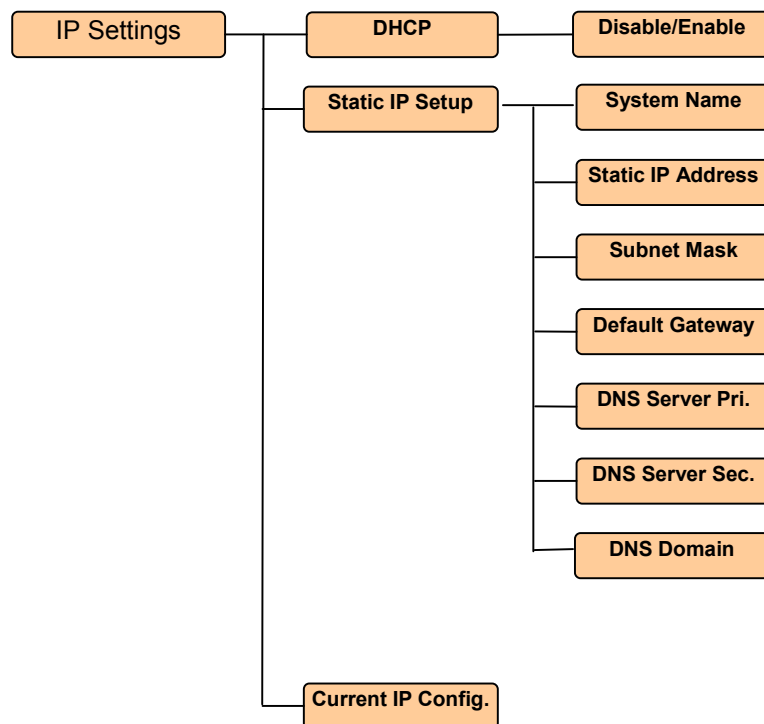 IP Settings
DHCP
Disable/Enable
Static IP Setup
System Name
Static IP Address
Subnet Mask
Default Gateway
DNS Server Pri.
DNS Server Sec.
DNS Domain
Current IP Config.